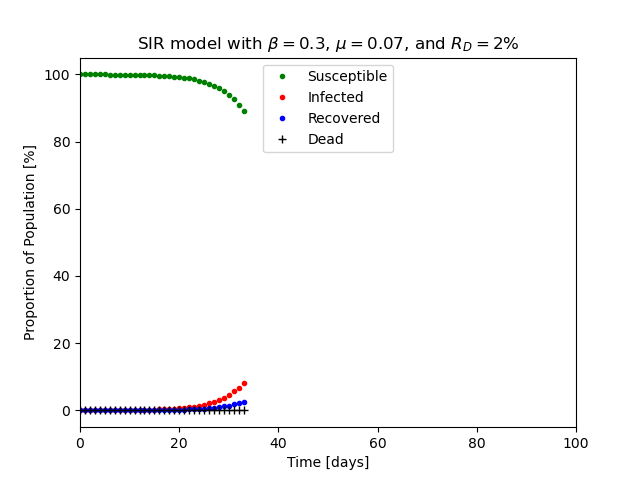 SIR model with β = 0.3, μ = 0.07, and R_D = 2%
Proportion of Population [%]
100
80
60
40
20
0
Susceptible
Infected
Recovered
Dead
0 20 40 60 80 100
Time [days]